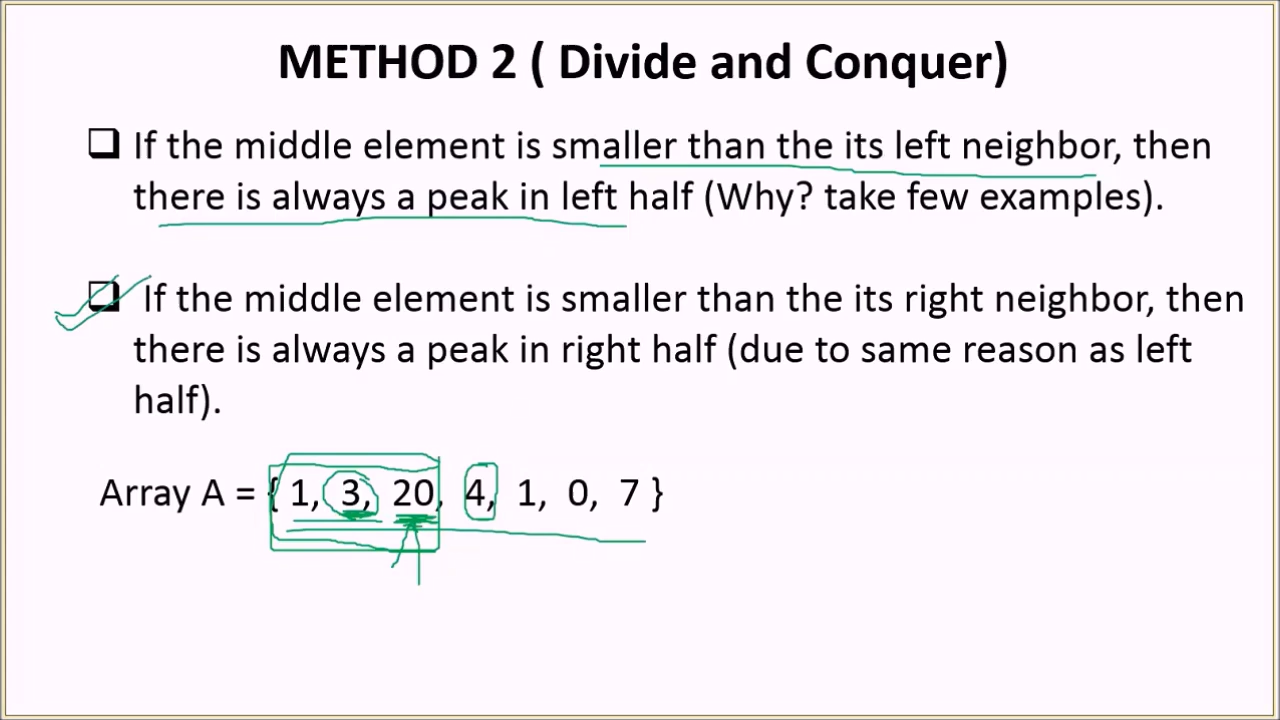 METHOD 2 ( Divide and Conquer)
If the middle element is smaller than the its left neighbor, then
there is always a peak in left half (Why? take few examples).
If the middle element is smaller than the its right neighbor, then
there is always a peak in right half (due to same reason as left
half).
Array A = { 1, 3, 20, 4, 1, 0, 7 }